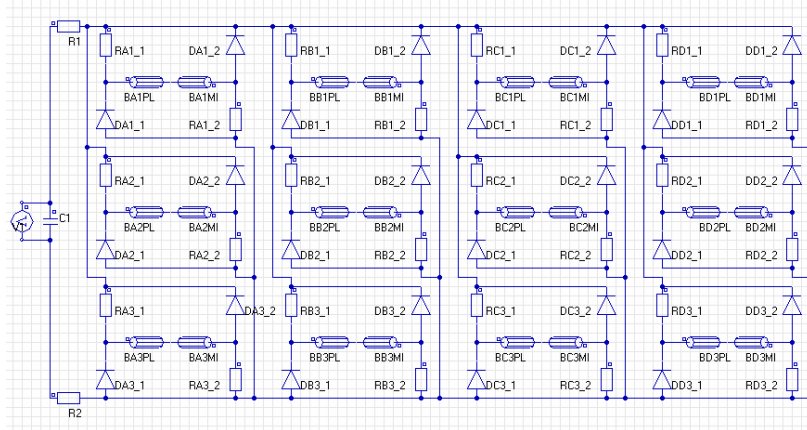 R1
RA1_1 DA1_2 RB1_1 DB1_2 RC1_1 DC1_2 RD1_1 DD1_2
BA1PL BA1MI BB1PL BB1MI BC1PL BC1MI BD1PL BD1MI
DA1_1 RA1_2 DB1_1 RB1_2 DC1_1 RC1_2 DD1_1 RD1_2
RA2_1 DA2_2 RB2_1 DB2_2 RC2_1 DC2_2 RD2_1 DD2_2
V1 C1 BA2PL BA2MI BB2PL BB2MI BC2PL BC2MI BD2PL BD2MI
DA2_1 RA2_2 DB2_1 RB2_2 DC2_1 RC2_2 DD2_1 RD2_2
RA3_1 DA3_2 RB3_1 DB3_2 RC3_1 DC3_2 RD3_1 DD3_2
BA3PL BA3MI BB3PL BB3MI BC3PL BC3MI BD3PL BD3MI
DA3_1 RA3_2 DB3_1 RB3_2 DC3_1 RC3_2 DD3_1 RD3_2
R2